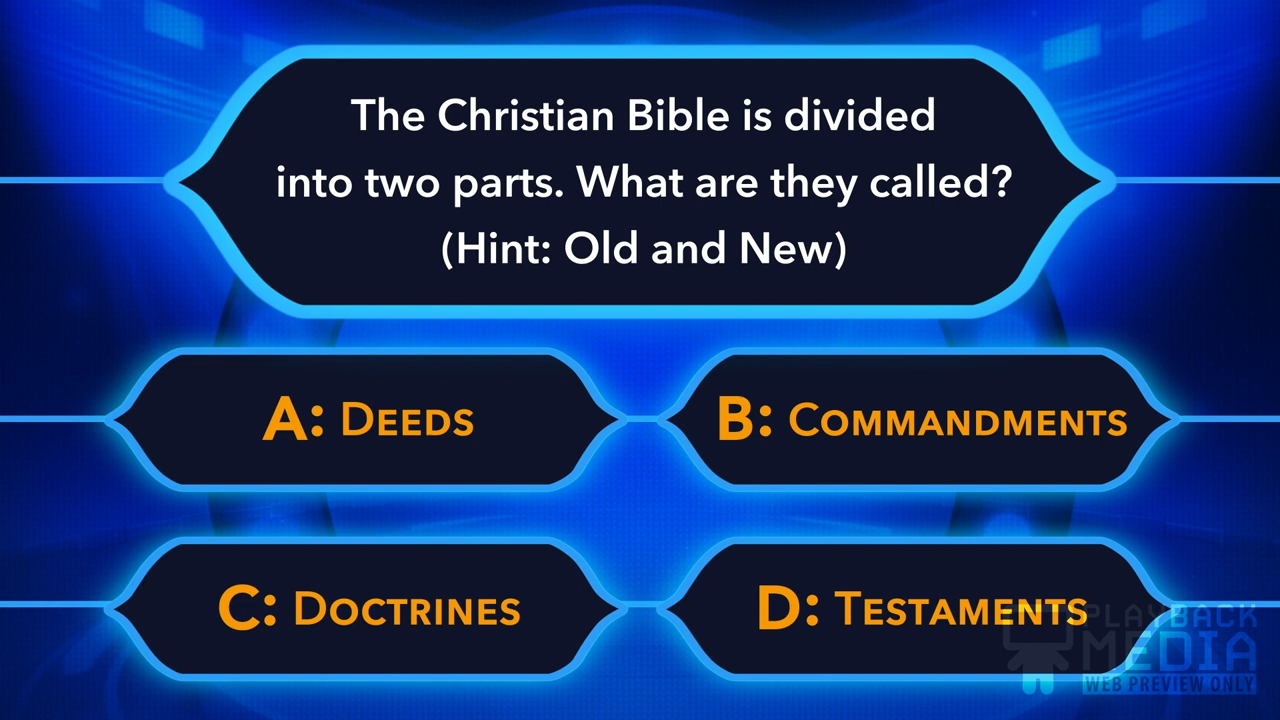 The Christian Bible is divided
into two parts. What are they called?
(Hint: Old and New)
A: Deeds
B: Commandments
C: Doctrines
D: Testaments
PLAYBACK
MEDIA
WEB PREVIEW ONLY